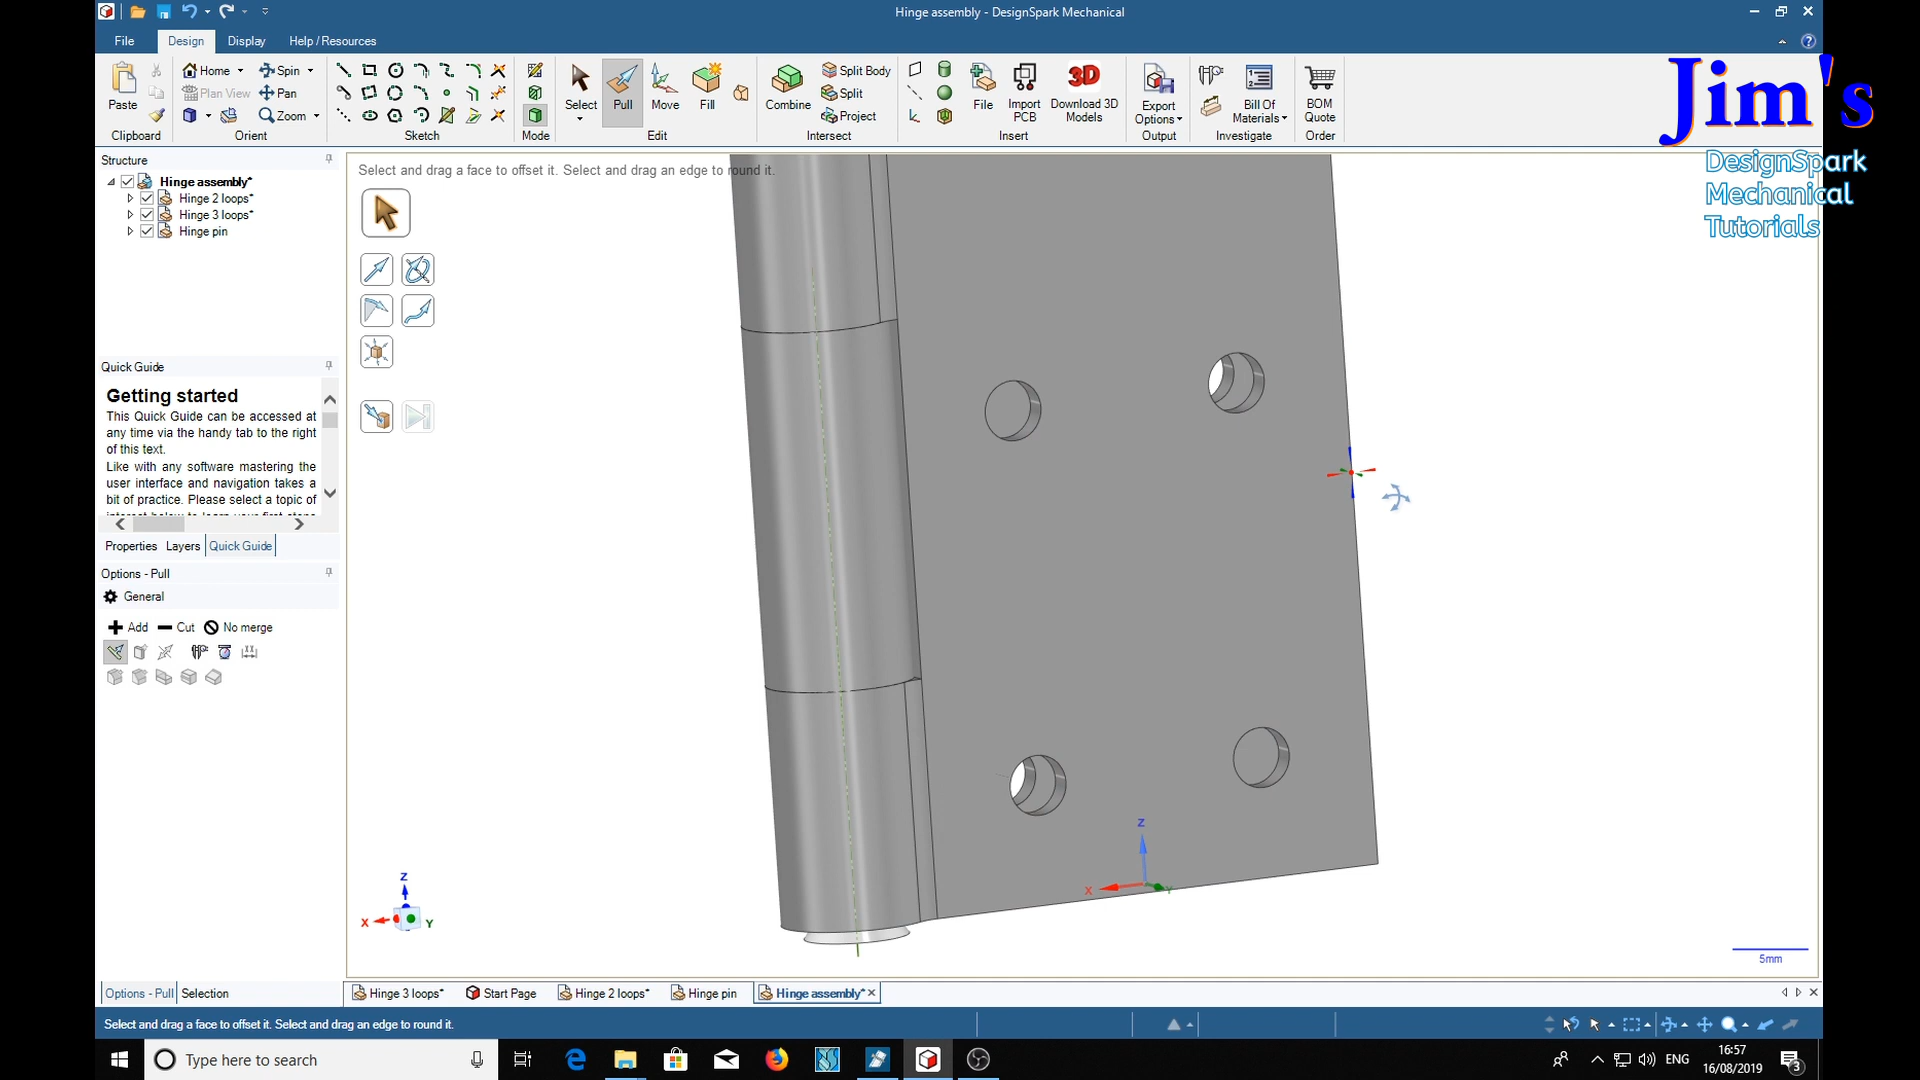 Hinge assembly - DesignSpark Mechanical
File
Design
Display
Help / Resources
Jim's
DesignSpark
Mechanical
Tutorials
Paste
Clipboard
Home
Plan View
Spin
Pan
Zoom
Orient
Sketch
Mode
Select
Pull
Move
Fill
Edit
Combine
Split Body
Split
Project
Intersect
File
Import
PCB
Download 3D
Models
Insert
3D
Export
Options
Output
Bill Of
Materials
Investigate
BOM
Quote
Order
Structure
Hinge assembly*
Hinge 2 loops*
Hinge 3 loops*
Hinge pin
Select and drag a face to offset it. Select and drag an edge to round it.
Quick Guide
Getting started
This Quick Guide can be accessed at
any time via the handy tab to the right
of this text.
Like with any software mastering the
user interface and navigation takes a
bit of practice. Please select a topic of
Properties
Layers
Quick Guide
Options - Pull
General
Add
Cut
No merge
Z
X
Y
Z
X
Y
5mm
Options - Pull
Selection
Hinge 3 loops*
Start Page
Hinge 2 loops*
Hinge pin
Hinge assembly*
Select and drag a face to offset it. Select and drag an edge to round it.
Type here to search
ENG
16:57
16/08/2019
3